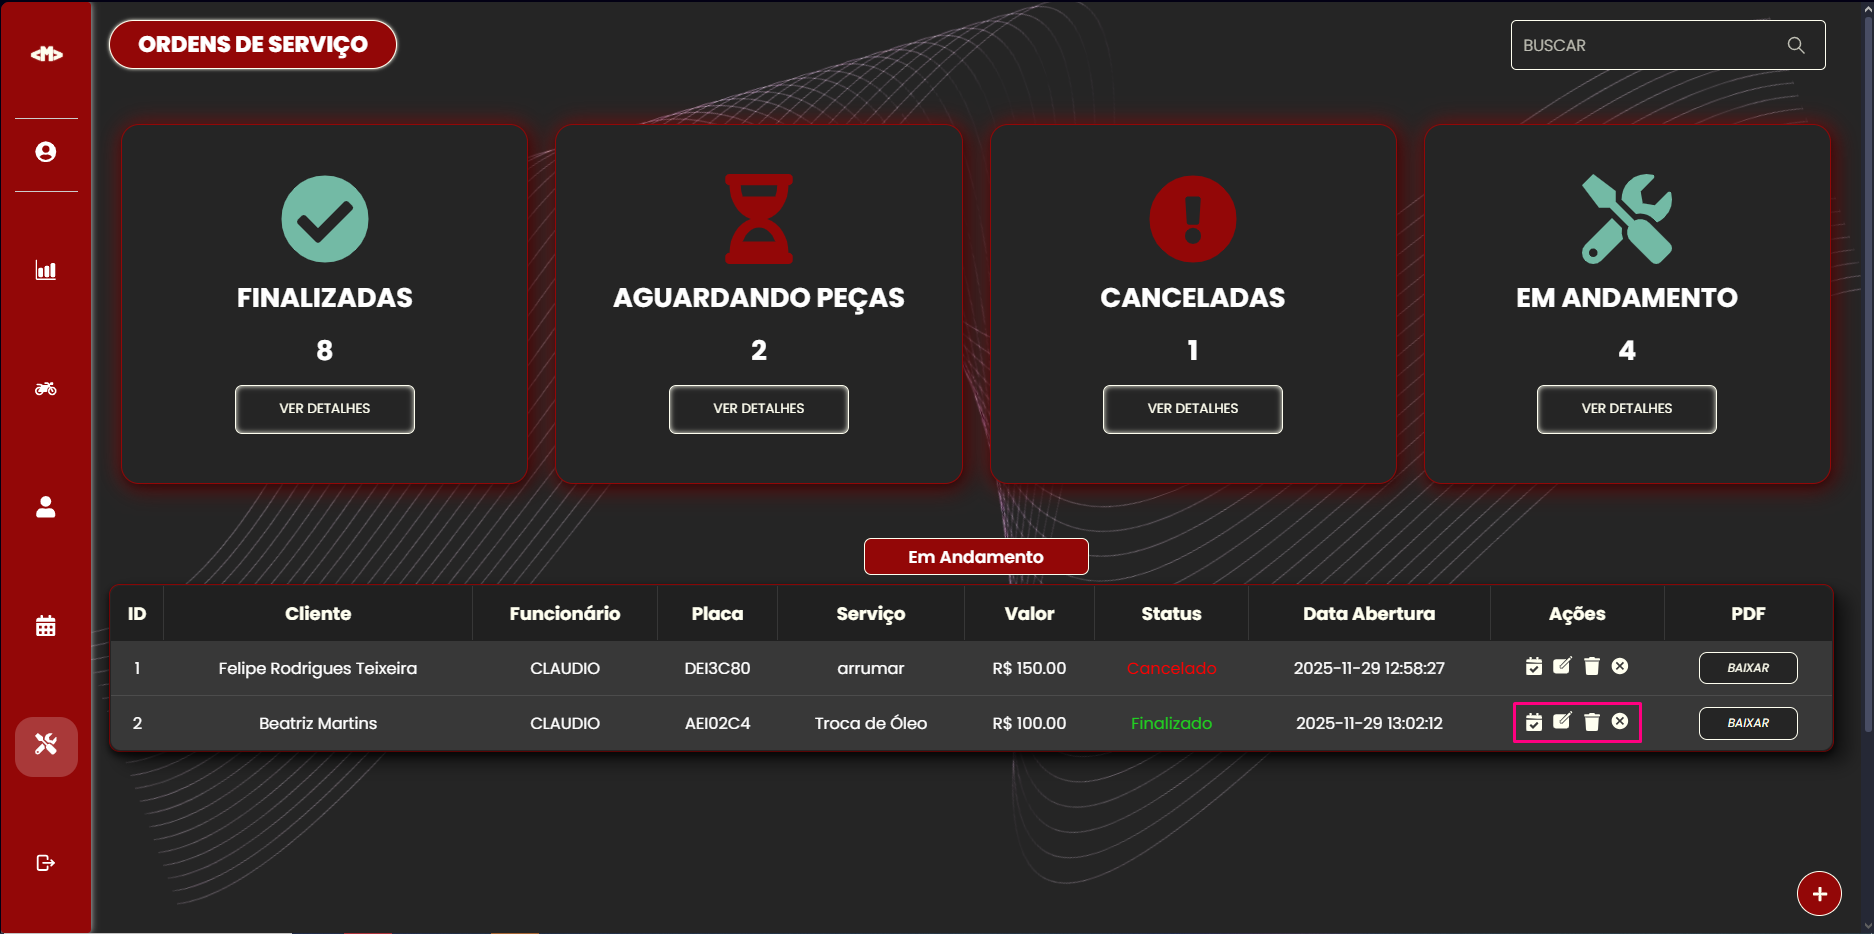 <M>
ORDENS DE SERVIÇO
BUSCAR
FINALIZADAS
8
VER DETALHES
AGUARDANDO PEÇAS
2
VER DETALHES
CANCELADAS
1
VER DETALHES
EM ANDAMENTO
4
VER DETALHES
Em Andamento
ID Cliente Funcionário Placa Serviço Valor Status Data Abertura Ações PDF
1 Felipe Rodrigues Teixeira CLAUDIO DEI3C80 arrumar R$ 150.00 Cancelado 2025-11-29 12:58:27 BAIXAR
2 Beatriz Martins CLAUDIO AEI02C4 Troca de Óleo R$ 100.00 Finalizado 2025-11-29 13:02:12 BAIXAR